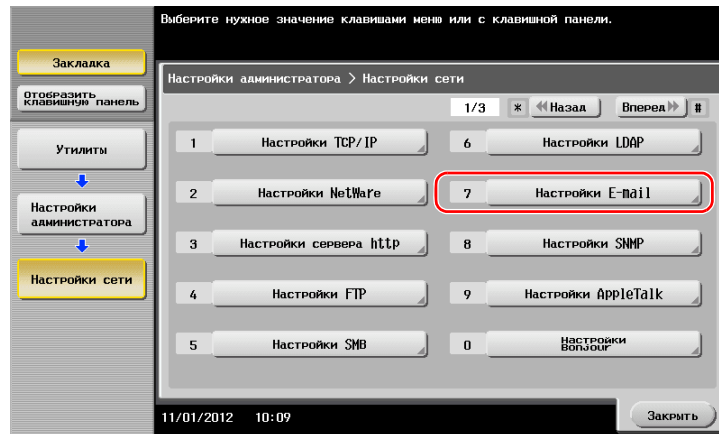 Выберите нужное значение клавишами меню или с клавишной панели.
Закладка
Отобразить
клавишную панель
Настройки администратора > Настройки сети
1/3 * Назад Вперед #
Утилиты
1 Настройки TCP/IP
6 Настройки LDAP
2 Настройки NetWare
7 Настройки E-mail
Настройки
администратора
3 Настройки сервера http
8 Настройки SNMP
Настройки сети
4 Настройки FTP
9 Настройки AppleTalk
5 Настройки SMB
0 Настройки
Bonjour
11/01/2012 10:09
Закрыть